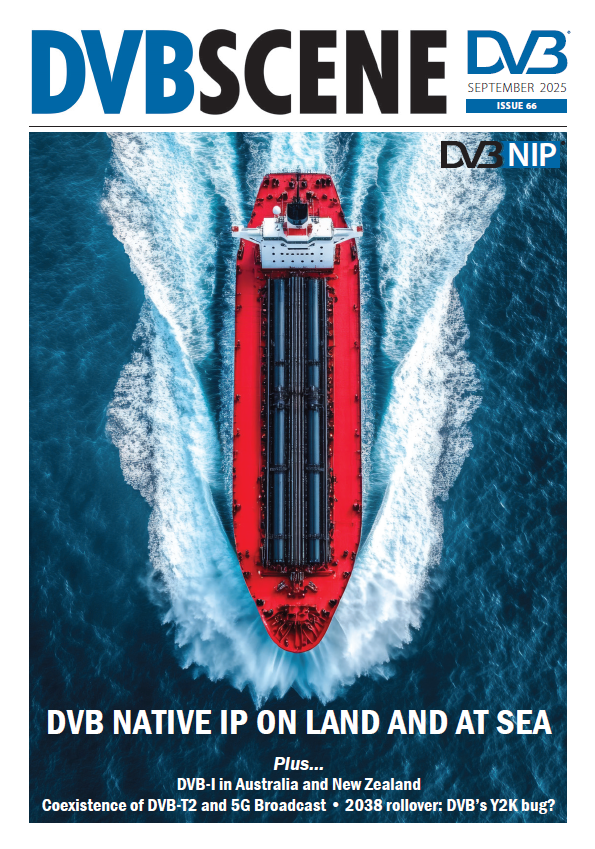 DVBSCENE
DVB
SEPTEMBER 2025
ISSUE 66
DVB NIP
DVB NATIVE IP ON LAND AND AT SEA
Plus...
DVB-I in Australia and New Zealand
Coexistence of DVB-T2 and 5G Broadcast • 2038 rollover: DVB's Y2K bug?